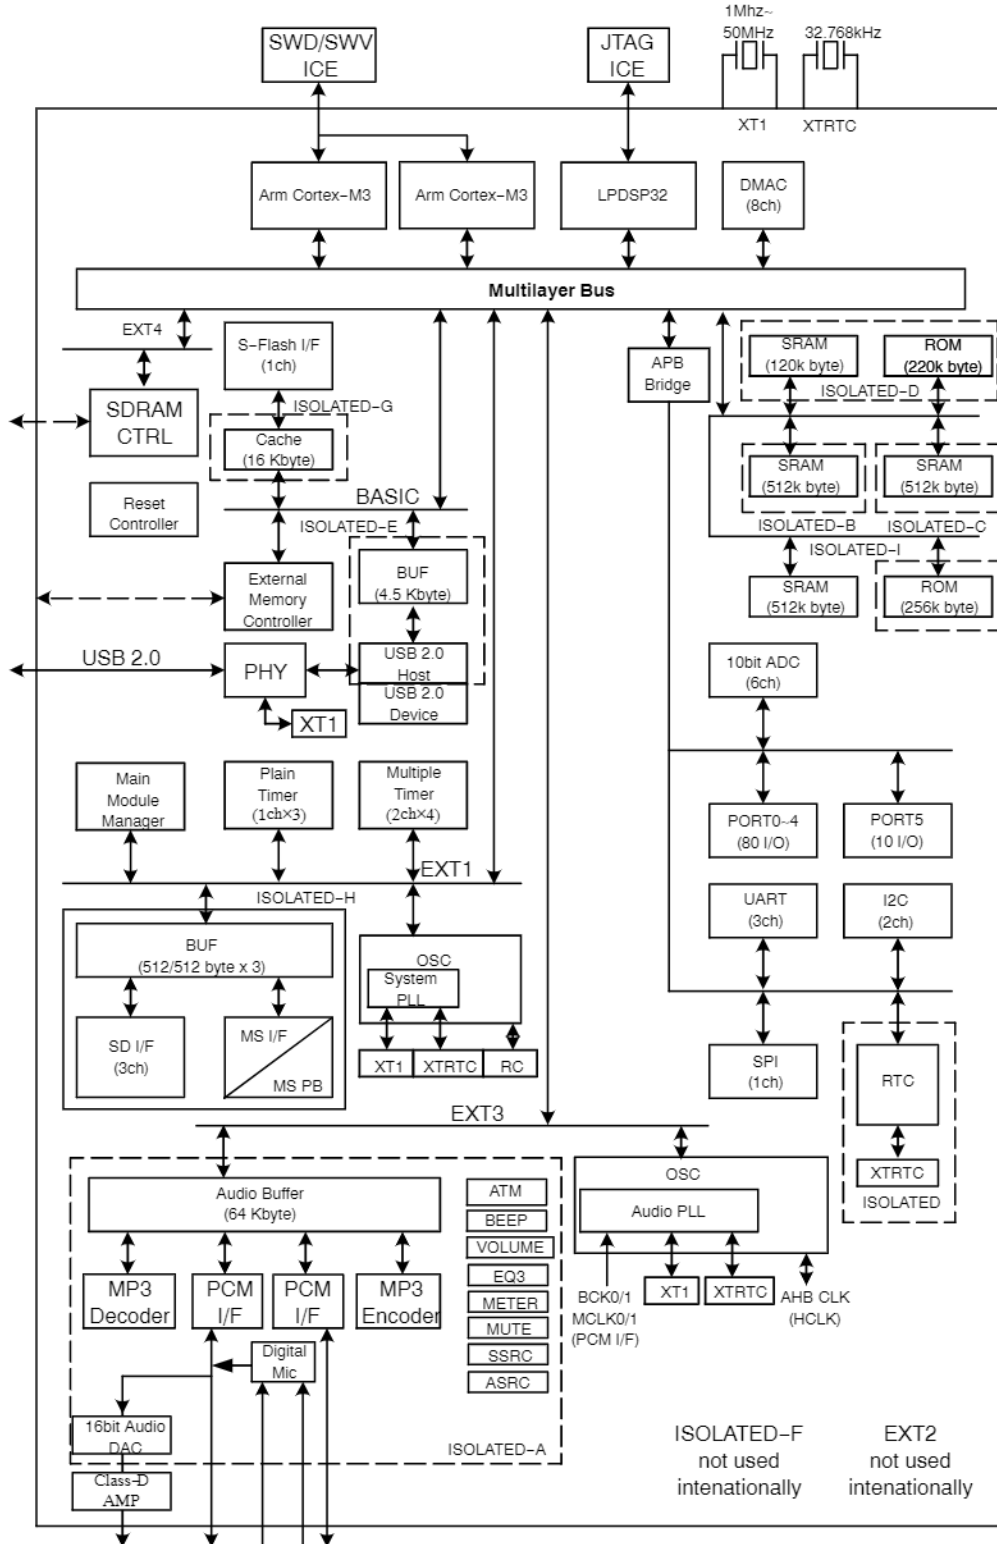 1Mhz~
50MHz
32.768kHz
SWD/SWV
ICE
JTAG
ICE
XT1
XTRTC
Arm Cortex-M3
Arm Cortex-M3
LPDSP32
DMAC
(8ch)
Multilayer Bus
EXT4
S-Flash I/F
(1ch)
APB
Bridge
SRAM
(120k byte)
ROM
(220k byte)
ISOLATED-D
SDRAM
CTRL
ISOLATED-G
Cache
(16 Kbyte)
SRAM
(512k byte)
SRAM
(512k byte)
Reset
Controller
BASIC
ISOLATED-E
ISOLATED-B
ISOLATED-C
ISOLATED-I
BUF
(4.5 Kbyte)
External
Memory
Controller
SRAM
(512k byte)
ROM
(256k byte)
USB 2.0
PHY
USB 2.0
Host
USB 2.0
Device
XT1
10bit ADC
(6ch)
Main
Module
Manager
Plain
Timer
(1ch×3)
Multiple
Timer
(2ch×4)
PORT0~4
(80 I/O)
PORT5
(10 I/O)
EXT1
ISOLATED-H
UART
(3ch)
I2C
(2ch)
BUF
(512/512 byte x 3)
OSC
System
PLL
SD I/F
(3ch)
MS I/F
MS PB
XT1
XTRTC
RC
SPI
(1ch)
RTC
EXT3
XTRTC
ISOLATED
Audio Buffer
(64 Kbyte)
ATM
BEEP
VOLUME
EQ3
METER
MUTE
SSRC
ASRC
OSC
Audio PLL
MP3
Decoder
PCM
I/F
PCM
I/F
MP3
Encoder
BCK0/1
MCLK0/1
(PCM I/F)
XT1
XTRTC
AHB CLK
(HCLK)
Digital
Mic
16bit Audio
DAC
ISOLATED-A
Class-D
AMP
ISOLATED-F
not used
intenationally
EXT2
not used
intenationally